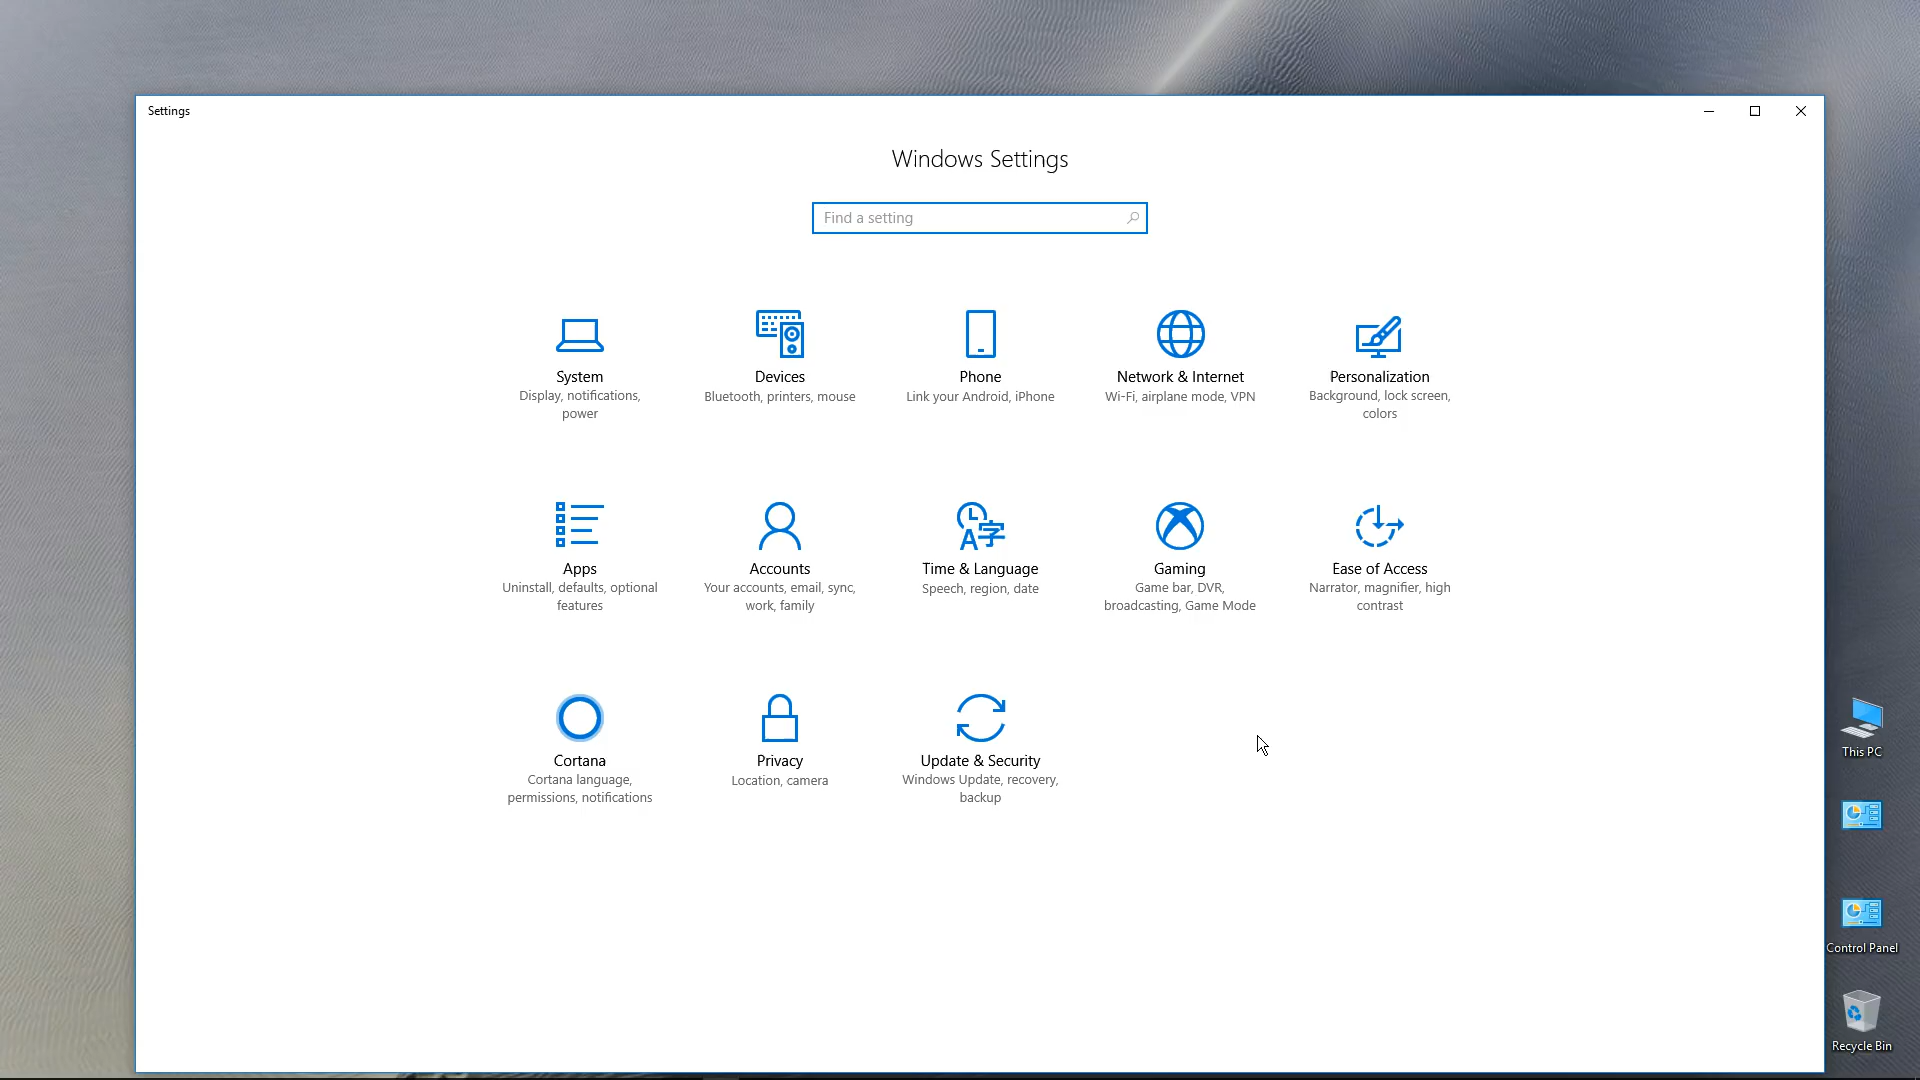 Settings
Windows Settings
Find a setting
System
Display, notifications,
power
Devices
Bluetooth, printers, mouse
Phone
Link your Android, iPhone
Network & Internet
Wi-Fi, airplane mode, VPN
Personalization
Background, lock screen,
colors
Apps
Uninstall, defaults, optional
features
Accounts
Your accounts, email, sync,
work, family
Time & Language
Speech, region, date
Gaming
Game bar, DVR,
broadcasting, Game Mode
Ease of Access
Narrator, magnifier, high
contrast
Cortana
Cortana language,
permissions, notifications
Privacy
Location, camera
Update & Security
Windows Update, recovery,
backup
This PC
Control Panel
Recycle Bin